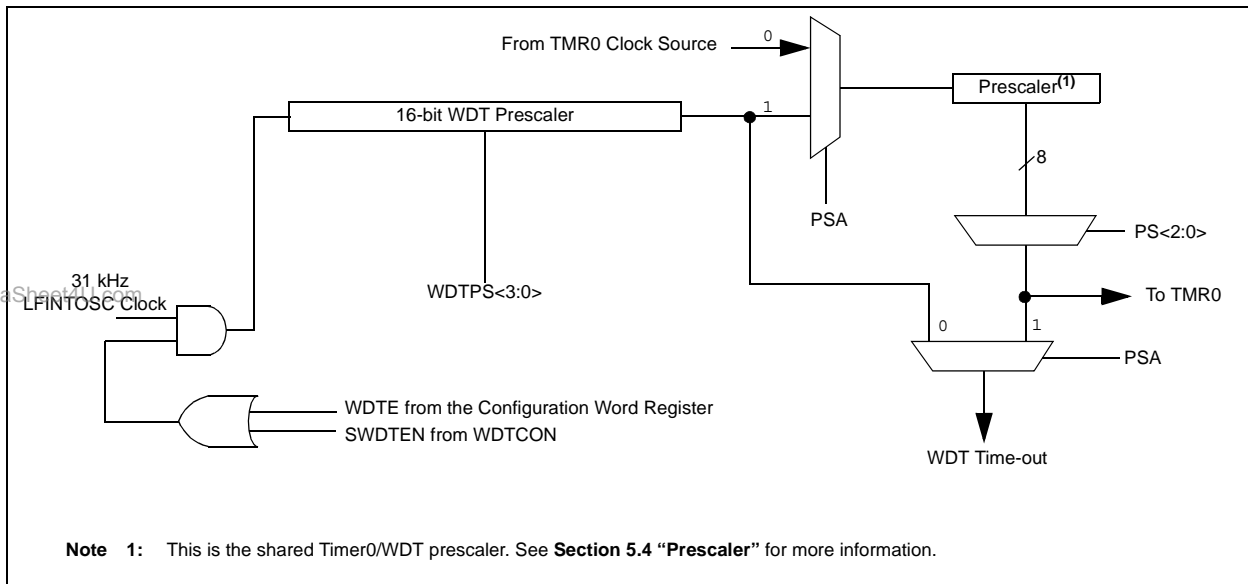 From TMR0 Clock Source
0
Prescaler(1)
16-bit WDT Prescaler
1
8
PSA
PS<2:0>
31 kHz
LFINTOSC Clock
aSheet4U.com
WDTPS<3:0>
To TMR0
0
1
PSA
WDTE from the Configuration Word Register
SWDTEN from WDTCON
WDT Time-out
Note 1: This is the shared Timer0/WDT prescaler. See Section 5.4 “Prescaler” for more information.